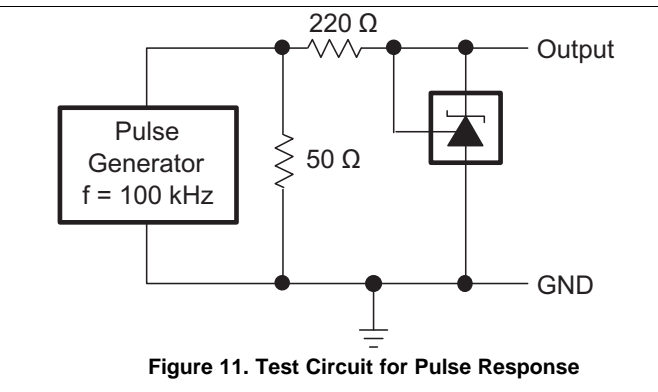 220 Ω
Output
Pulse
Generator
f = 100 kHz
50 Ω
GND
Figure 11. Test Circuit for Pulse Response